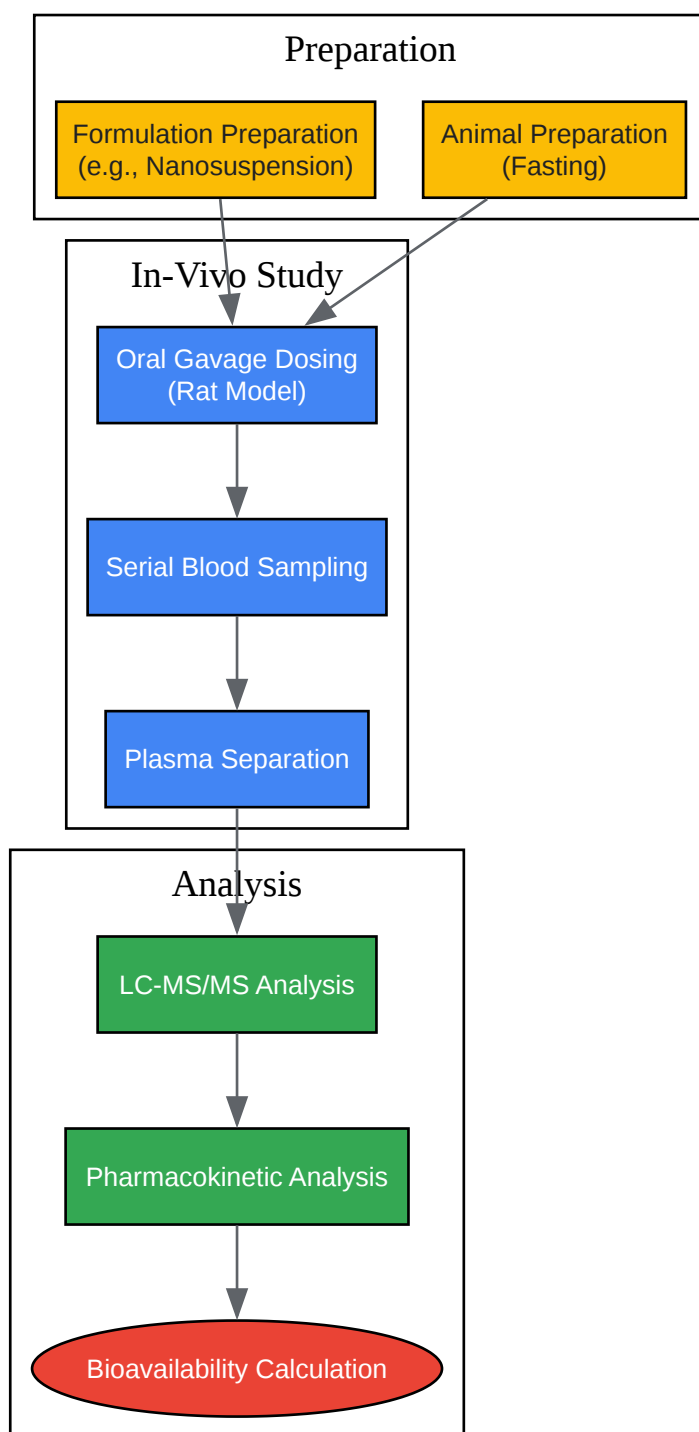 Preparation
Formulation Preparation
(e.g., Nanosuspension)
Animal Preparation
(Fasting)
In-Vivo Study
Oral Gavage Dosing
(Rat Model)
Serial Blood Sampling
Plasma Separation
Analysis
LC-MS/MS Analysis
Pharmacokinetic Analysis
Bioavailability Calculation